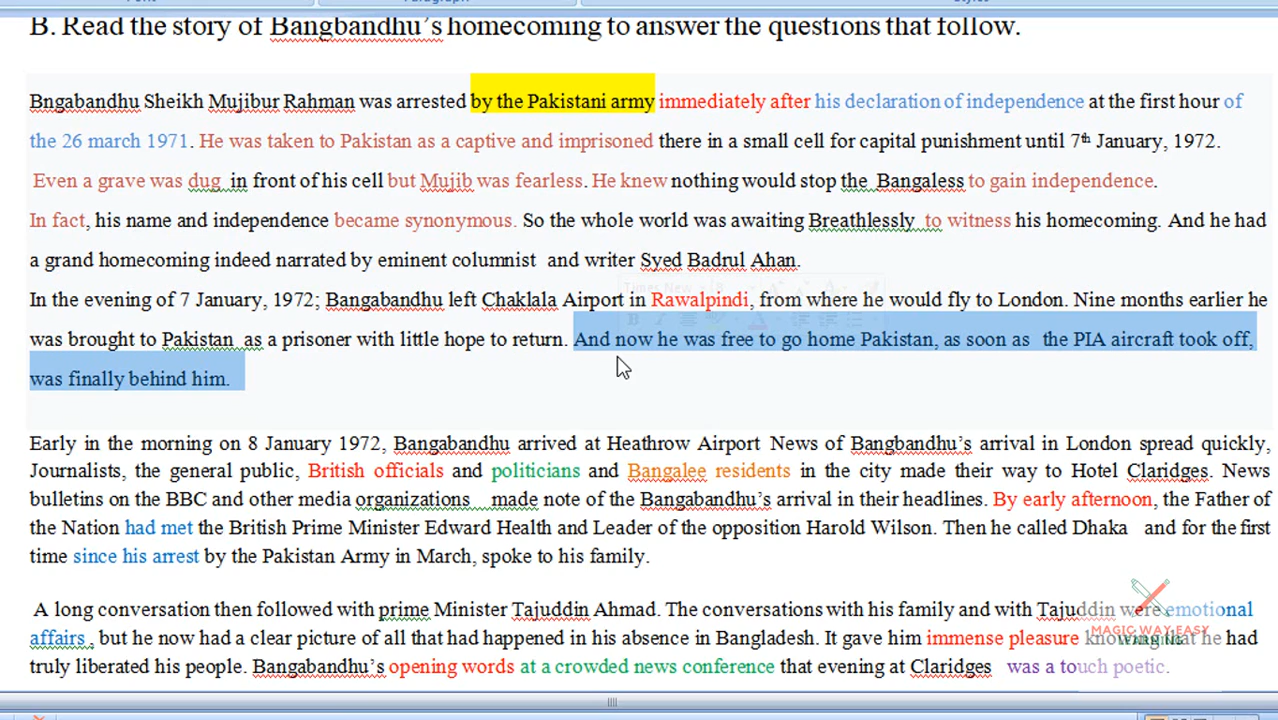 B. Read the story of Bangbandhu's homecoming to answer the questions that follow.
Bngabandhu Sheikh Mujibur Rahman was arrested by the Pakistani army immediately after his declaration of independence at the first hour of
the 26 march 1971. He was taken to Pakistan as a captive and imprisoned there in a small cell for capital punishment until 7th January, 1972.
Even a grave was dug in front of his cell but Mujib was fearless. He knew nothing would stop the Bangaless to gain independence.
In fact, his name and independence became synonymous. So the whole world was awaiting Breathlessly to witness his homecoming. And he had
a grand homecoming indeed narrated by eminent columnist and writer Syed Badrul Ahan.
In the evening of 7 January, 1972; Bangabandhu left Chaklala Airport in Rawalpindi, from where he would fly to London. Nine months earlier he
was brought to Pakistan as a prisoner with little hope to return. And now he was free to go home Pakistan, as soon as the PIA aircraft took off,
was finally behind him.
Early in the morning on 8 January 1972, Bangabandhu arrived at Heathrow Airport News of Bangbandhu's arrival in London spread quickly,
Journalists, the general public, British officials and politicians and Bangalee residents in the city made their way to Hotel Claridges. News
bulletins on the BBC and other media organizations made note of the Bangabandhu's arrival in their headlines. By early afternoon, the Father of
the Nation had met the British Prime Minister Edward Health and Leader of the opposition Harold Wilson. Then he called Dhaka and for the first
time since his arrest by the Pakistan Army in March, spoke to his family.
A long conversation then followed with prime Minister Tajuddin Ahmad. The conversations with his family and with Tajuddin were emotional
affairs , but he now had a clear picture of all that had happened in his absence in Bangladesh. It gave him immense pleasure knowing that he had
truly liberated his people. Bangabandhu's opening words at a crowded news conference that evening at Claridges was a touch poetic.
MAGIC WAY EASY
LEARNING